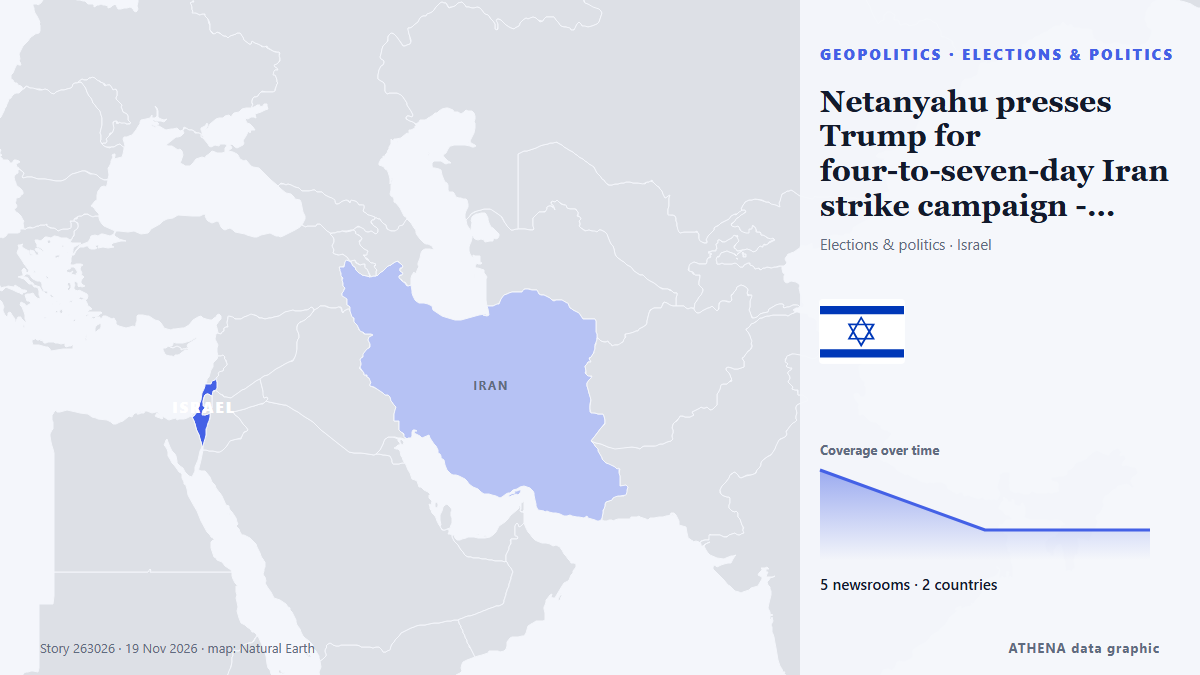 GEOPOLITICS · ELECTIONS & POLITICS
Netanyahu presses
Trump for
four-to-seven-day Iran
strike campaign -...
Elections & politics · Israel
IRAN
ISRAEL
Coverage over time
5 newsrooms · 2 countries
Story 263026 · 19 Nov 2026 · map: Natural Earth
ATHENA data graphic